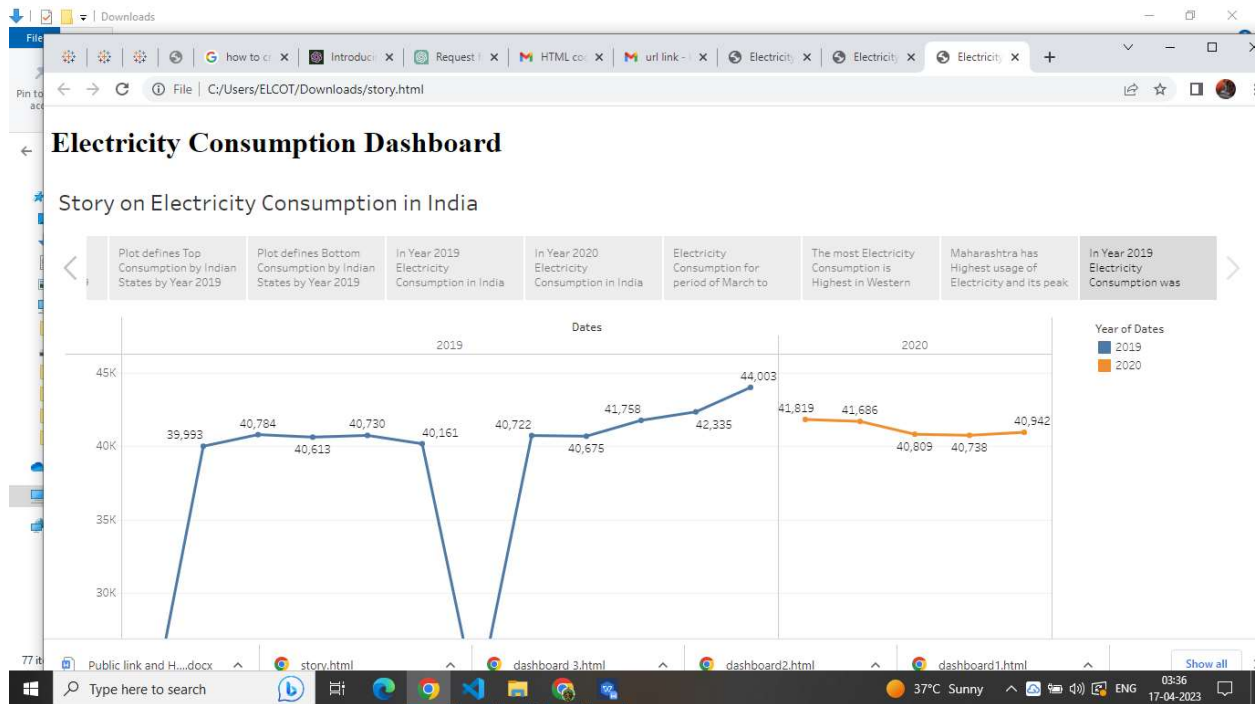 Downloads
File
how to c
Introduci
Request
HTML co
url link -
Electricity
Electricity
Electricity
Pin to
File
C:/Users/ELCOT/Downloads/story.html
Electricity Consumption Dashboard
Story on Electricity Consumption in India
Plot defines Top
Consumption by Indian
States by Year 2019
Plot defines Bottom
Consumption by Indian
States by Year 2019
In Year 2019
Electricity
Consumption in India
In Year 2020
Electricity
Consumption in India
Electricity
Consumption for
period of March to
The most Electricity
Consumption is
Highest in Western
Maharashtra has
Highest usage of
Electricity and its peak
In Year 2019
Electricity
Consumption was
Dates
Year of Dates
2019
2020
2019
2020
45K
44,003
39,993
40,784
40,613
40,730
40,161
40,722
40,675
41,758
42,335
41,819
41,686
40,809
40,738
40,942
40K
35K
30K
77 it
Public link and H....docx
story.html
dashboard 3.html
dashboard2.html
dashboard1.html
Show all
Type here to search
37°C Sunny
ENG
03:36
17-04-2023